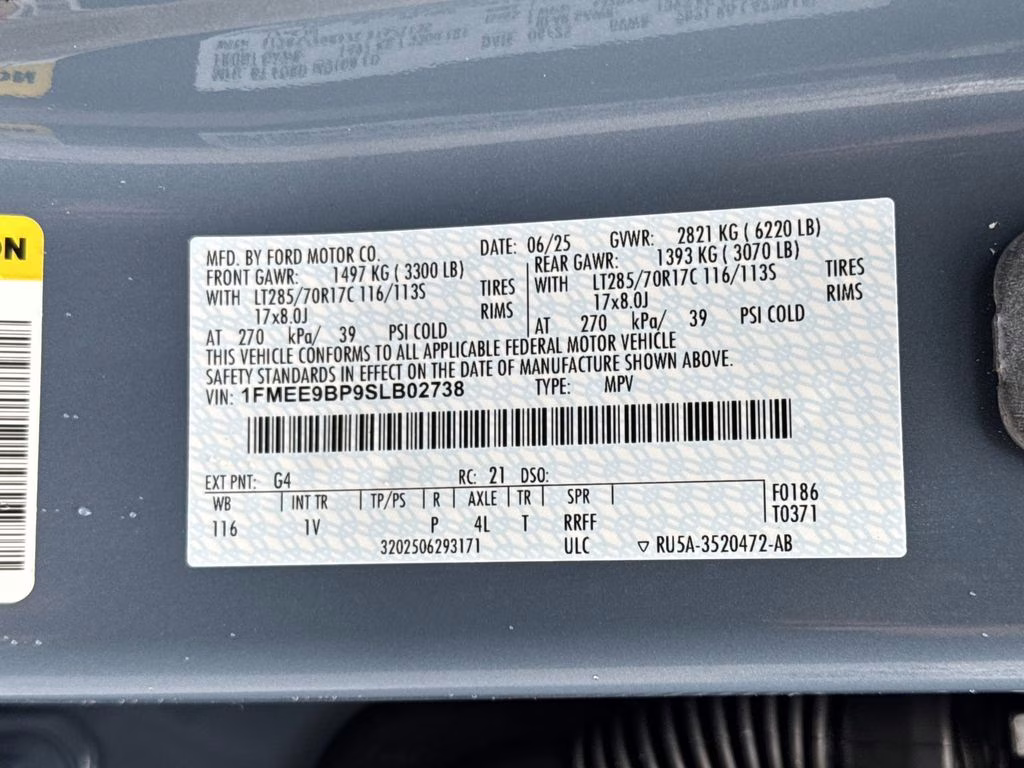 ON
MFD. BY FORD MOTOR CO. DATE: 06/25 GVWR: 2821 KG ( 6220 LB)
FRONT GAWR: 1497 KG ( 3300 LB) REAR GAWR: 1393 KG ( 3070 LB)
WITH LT285/70R17C 116/113S TIRES WITH LT285/70R17C 116/113S TIRES
17x8.0J RIMS 17x8.0J RIMS
AT 270 kPa/ 39 PSI COLD AT 270 kPa/ 39 PSI COLD
THIS VEHICLE CONFORMS TO ALL APPLICABLE FEDERAL MOTOR VEHICLE
SAFETY STANDARDS IN EFFECT ON THE DATE OF MANUFACTURE SHOWN ABOVE.
VIN: 1FMEE9BP9SLB02738 TYPE: MPV
EXT PNT: G4 RC: 21 DSO:
WB INT TR TP/PS R AXLE TR SPR F0186
116 1V P 4L T RRFF T0371
3202506293171 ULC ▽ RU5A-3520472-AB